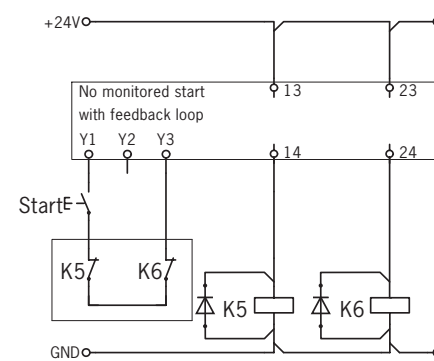 +24V
No monitored start
with feedback loop
13
23
Y1 Y2 Y3
14
24
StartE
K5 K6
K5 K6
GND